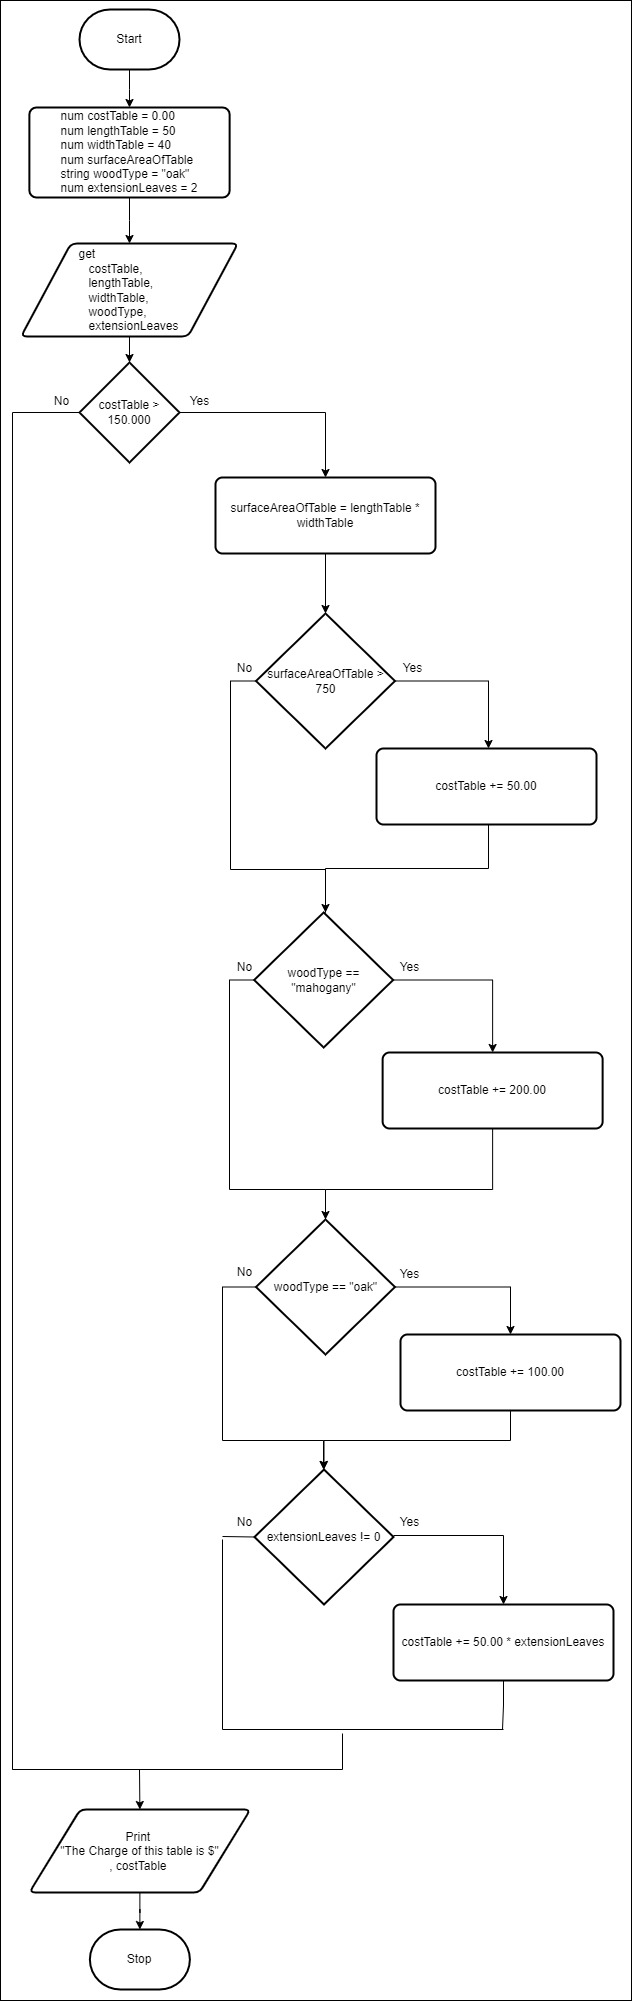 Start
num costTable = 0.00
num lengthTable = 50
num widthTable = 40
num surfaceAreaOfTable
string woodType = "oak"
num extensionLeaves = 2
get
costTable,
lengthTable,
widthTable,
woodType,
extensionLeaves
No
Yes
costTable >
150.000
surfaceAreaOfTable = lengthTable *
widthTable
No
Yes
surfaceAreaOfTable >
750
costTable += 50.00
No
Yes
woodType ==
"mahogany"
costTable += 200.00
No
Yes
woodType == "oak"
costTable += 100.00
No
Yes
extensionLeaves != 0
costTable += 50.00 * extensionLeaves
Print
"The Charge of this table is $"
, costTable
Stop